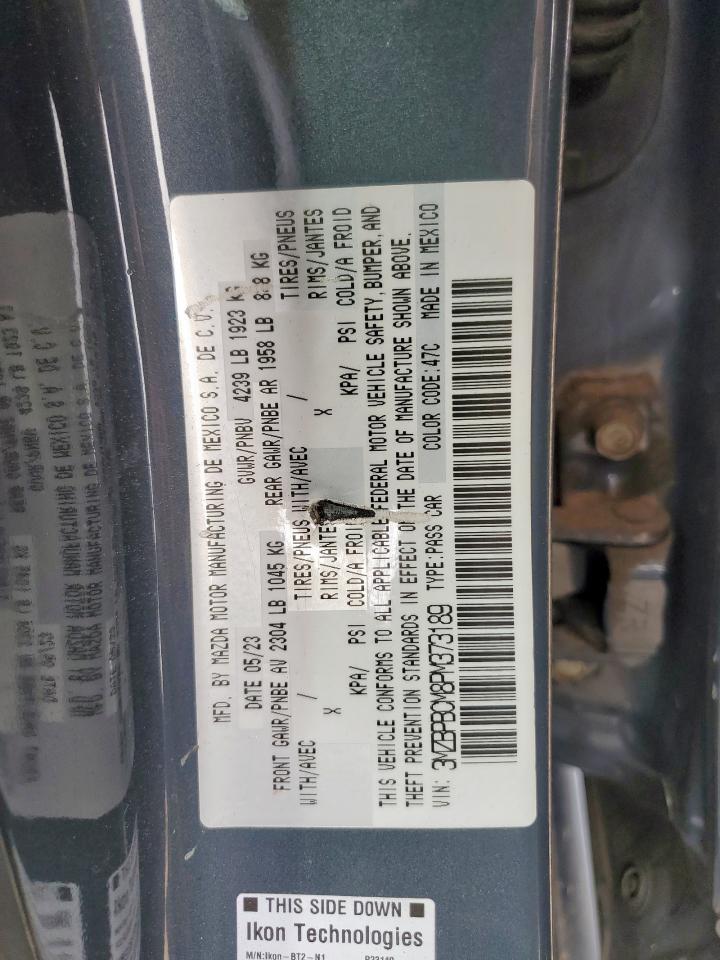 MFD. BY MAZDA MOTOR MANUFACTURING DE MEXICO S.A. DE C.V.
DATE 05/23 GVWR/PNBV 4239 LB 1923 KG
FRONT GAWR/PNBE AV 2304 LB 1045 KG REAR GAWR/PNBE AR 1958 LB 888 KG
WITH/AVEC / TIRES/PNEUS WITH/AVEC / TIRES/PNEUS
X RIMS/JANTES X RIMS/JANTES
KPA/ PSI COLD/A FROID KPA/ PSI COLD/A FROID
THIS VEHICLE CONFORMS TO ALL APPLICABLE FEDERAL MOTOR VEHICLE SAFETY, BUMPER, AND
THEFT PREVENTION STANDARDS IN EFFECT ON THE DATE OF MANUFACTURE SHOWN ABOVE.
VIN: 3MZBPBCM8PM373189 TYPE:PASS CAR COLOR CODE:47C MADE IN MEXICO
THIS SIDE DOWN
Ikon Technologies
M/N:Ikon-BT2-N1